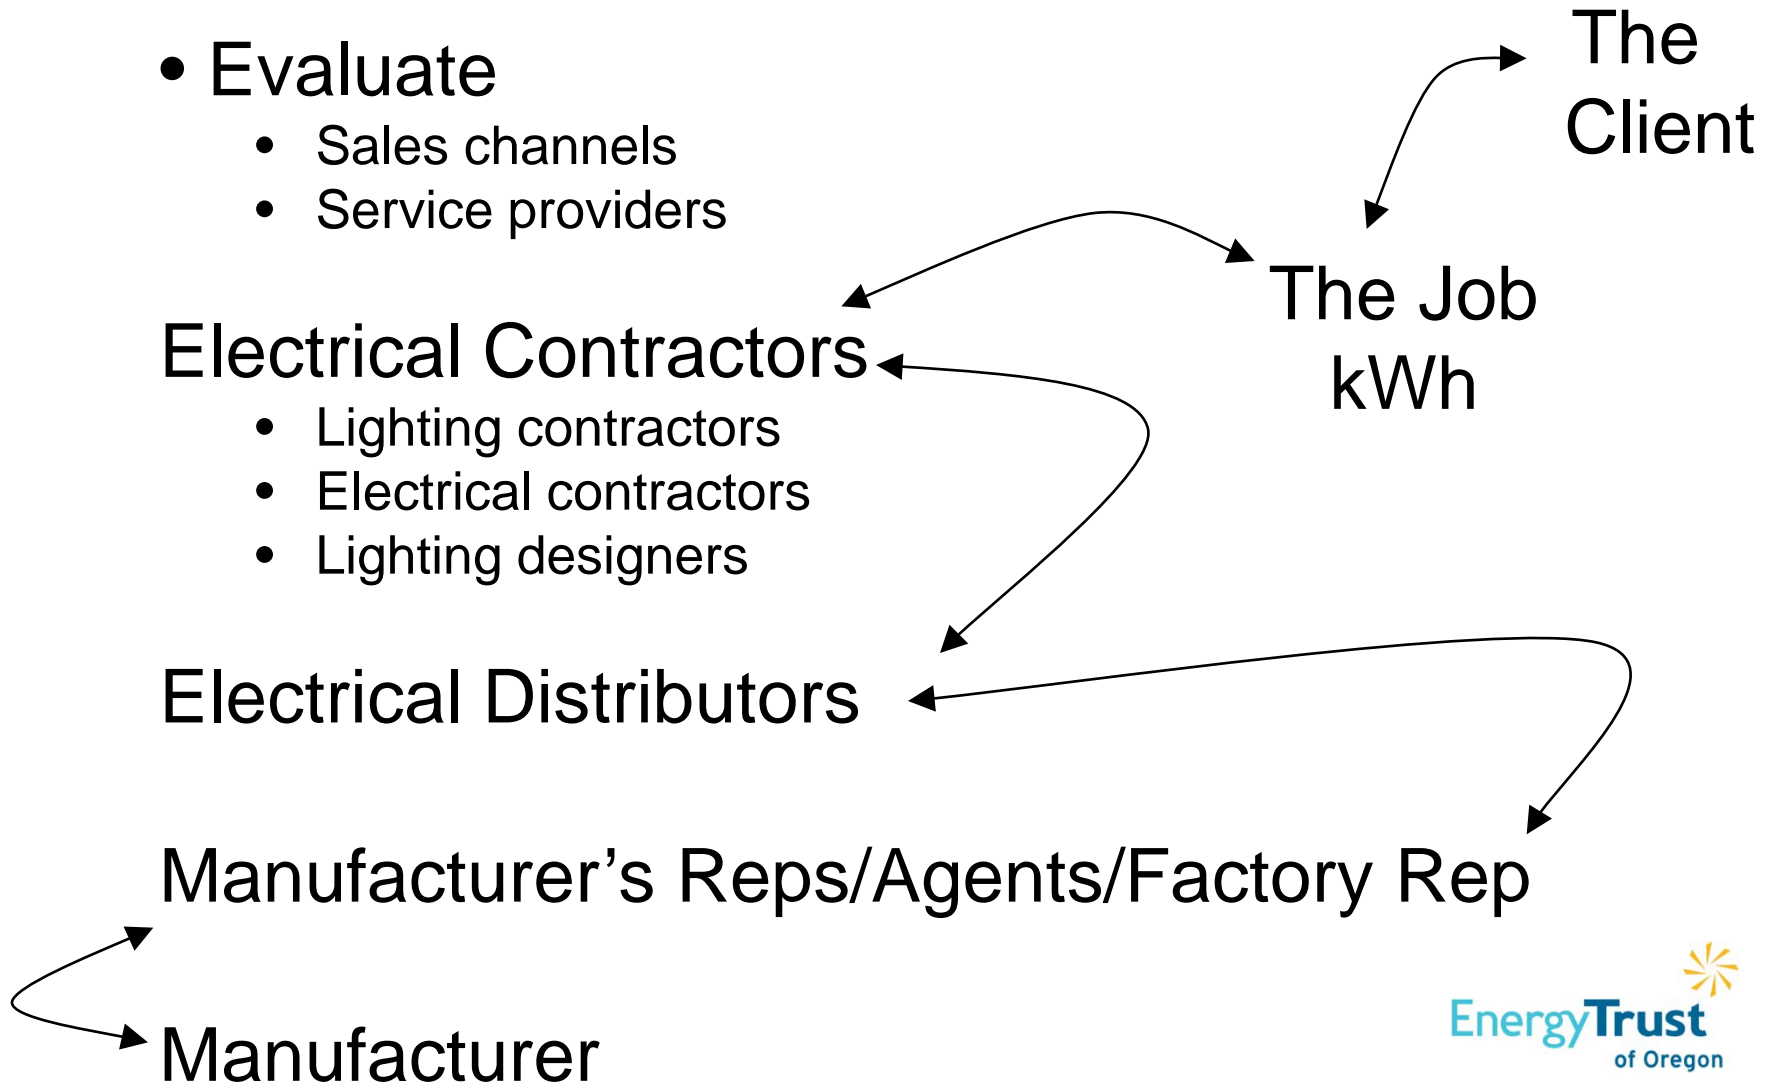 • Evaluate
• Sales channels
• Service providers
The
Client
The Job
kWh
Electrical Contractors
• Lighting contractors
• Electrical contractors
• Lighting designers
Electrical Distributors
Manufacturer’s Reps/Agents/Factory Rep
Manufacturer
EnergyTrust
of Oregon